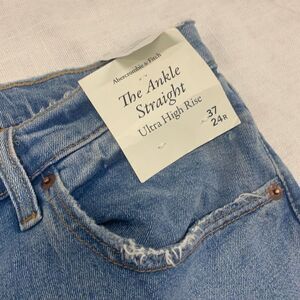 Abercrombie & Fitch
The Ankle
Straight
Ultra High Rise
37
24R